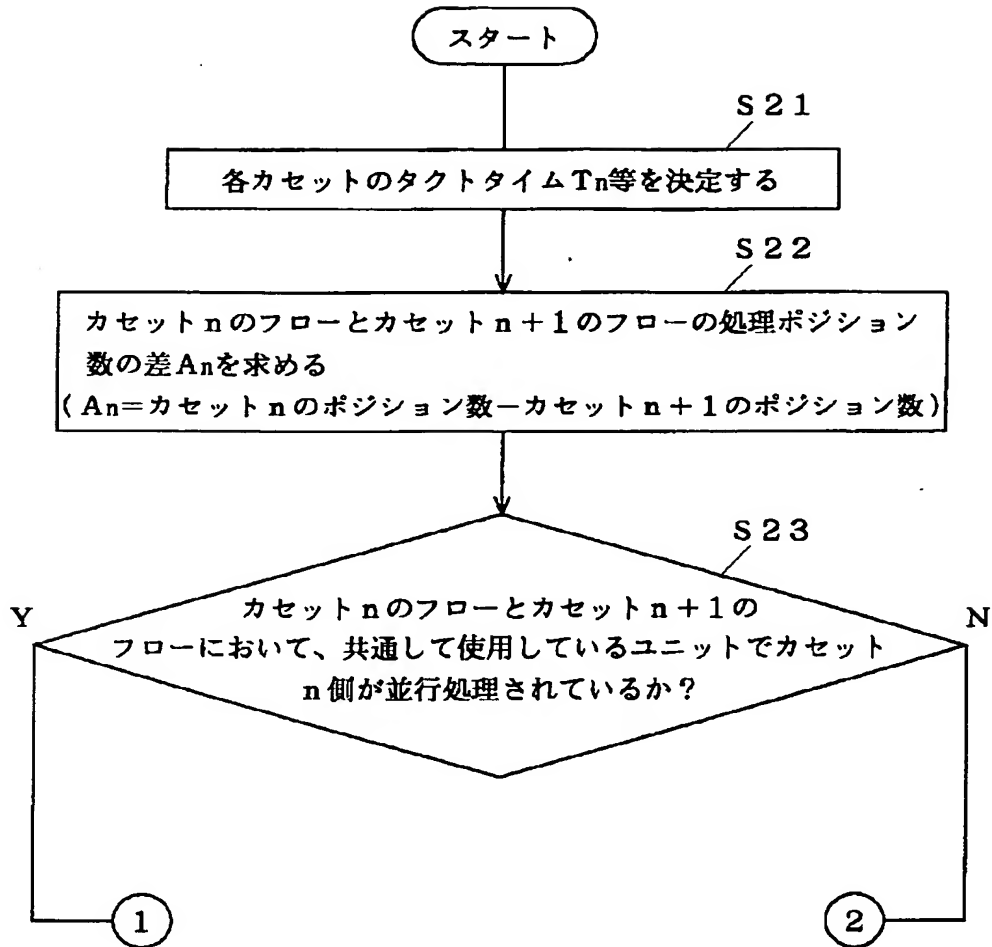 スタート
S21
各カセットのタクトタイムTn等を決定する
S22
カセットnのフローとカセットn+1のフローの処理ポジション
数の差Anを求める
(An=カセットnのポジション数−カセットn+1のポジション数)
S23
Y
N
カセットnのフローとカセットn+1の
フローにおいて、共通して使用しているユニットでカセット
n側が並行処理されているか?
1
2